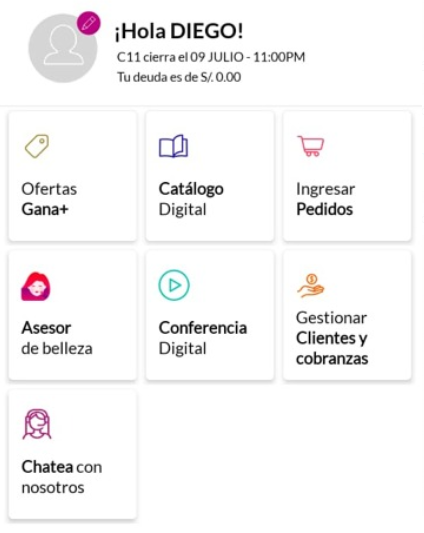 ¡Hola DIEGO!
C11 cierra el 09 JULIO - 11:00PM
Tu deuda es de S/. 0.00
Ofertas
Gana+
Catálogo
Digital
Ingresar
Pedidos
Asesor
de belleza
Conferencia
Digital
Gestionar
Clientes y
cobranzas
Chatea con
nosotros